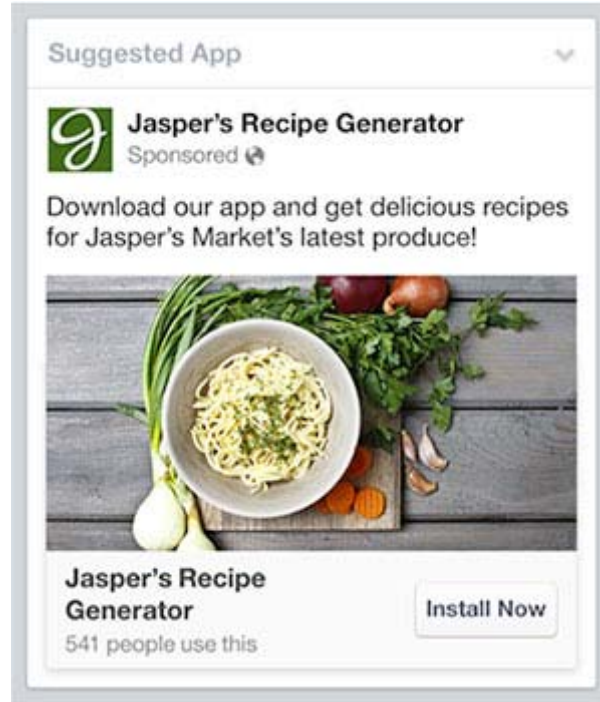 Suggested App
Jasper's Recipe Generator
Sponsored
Download our app and get delicious recipes
for Jasper's Market's latest produce!
Jasper's Recipe
Generator
541 people use this
Install Now